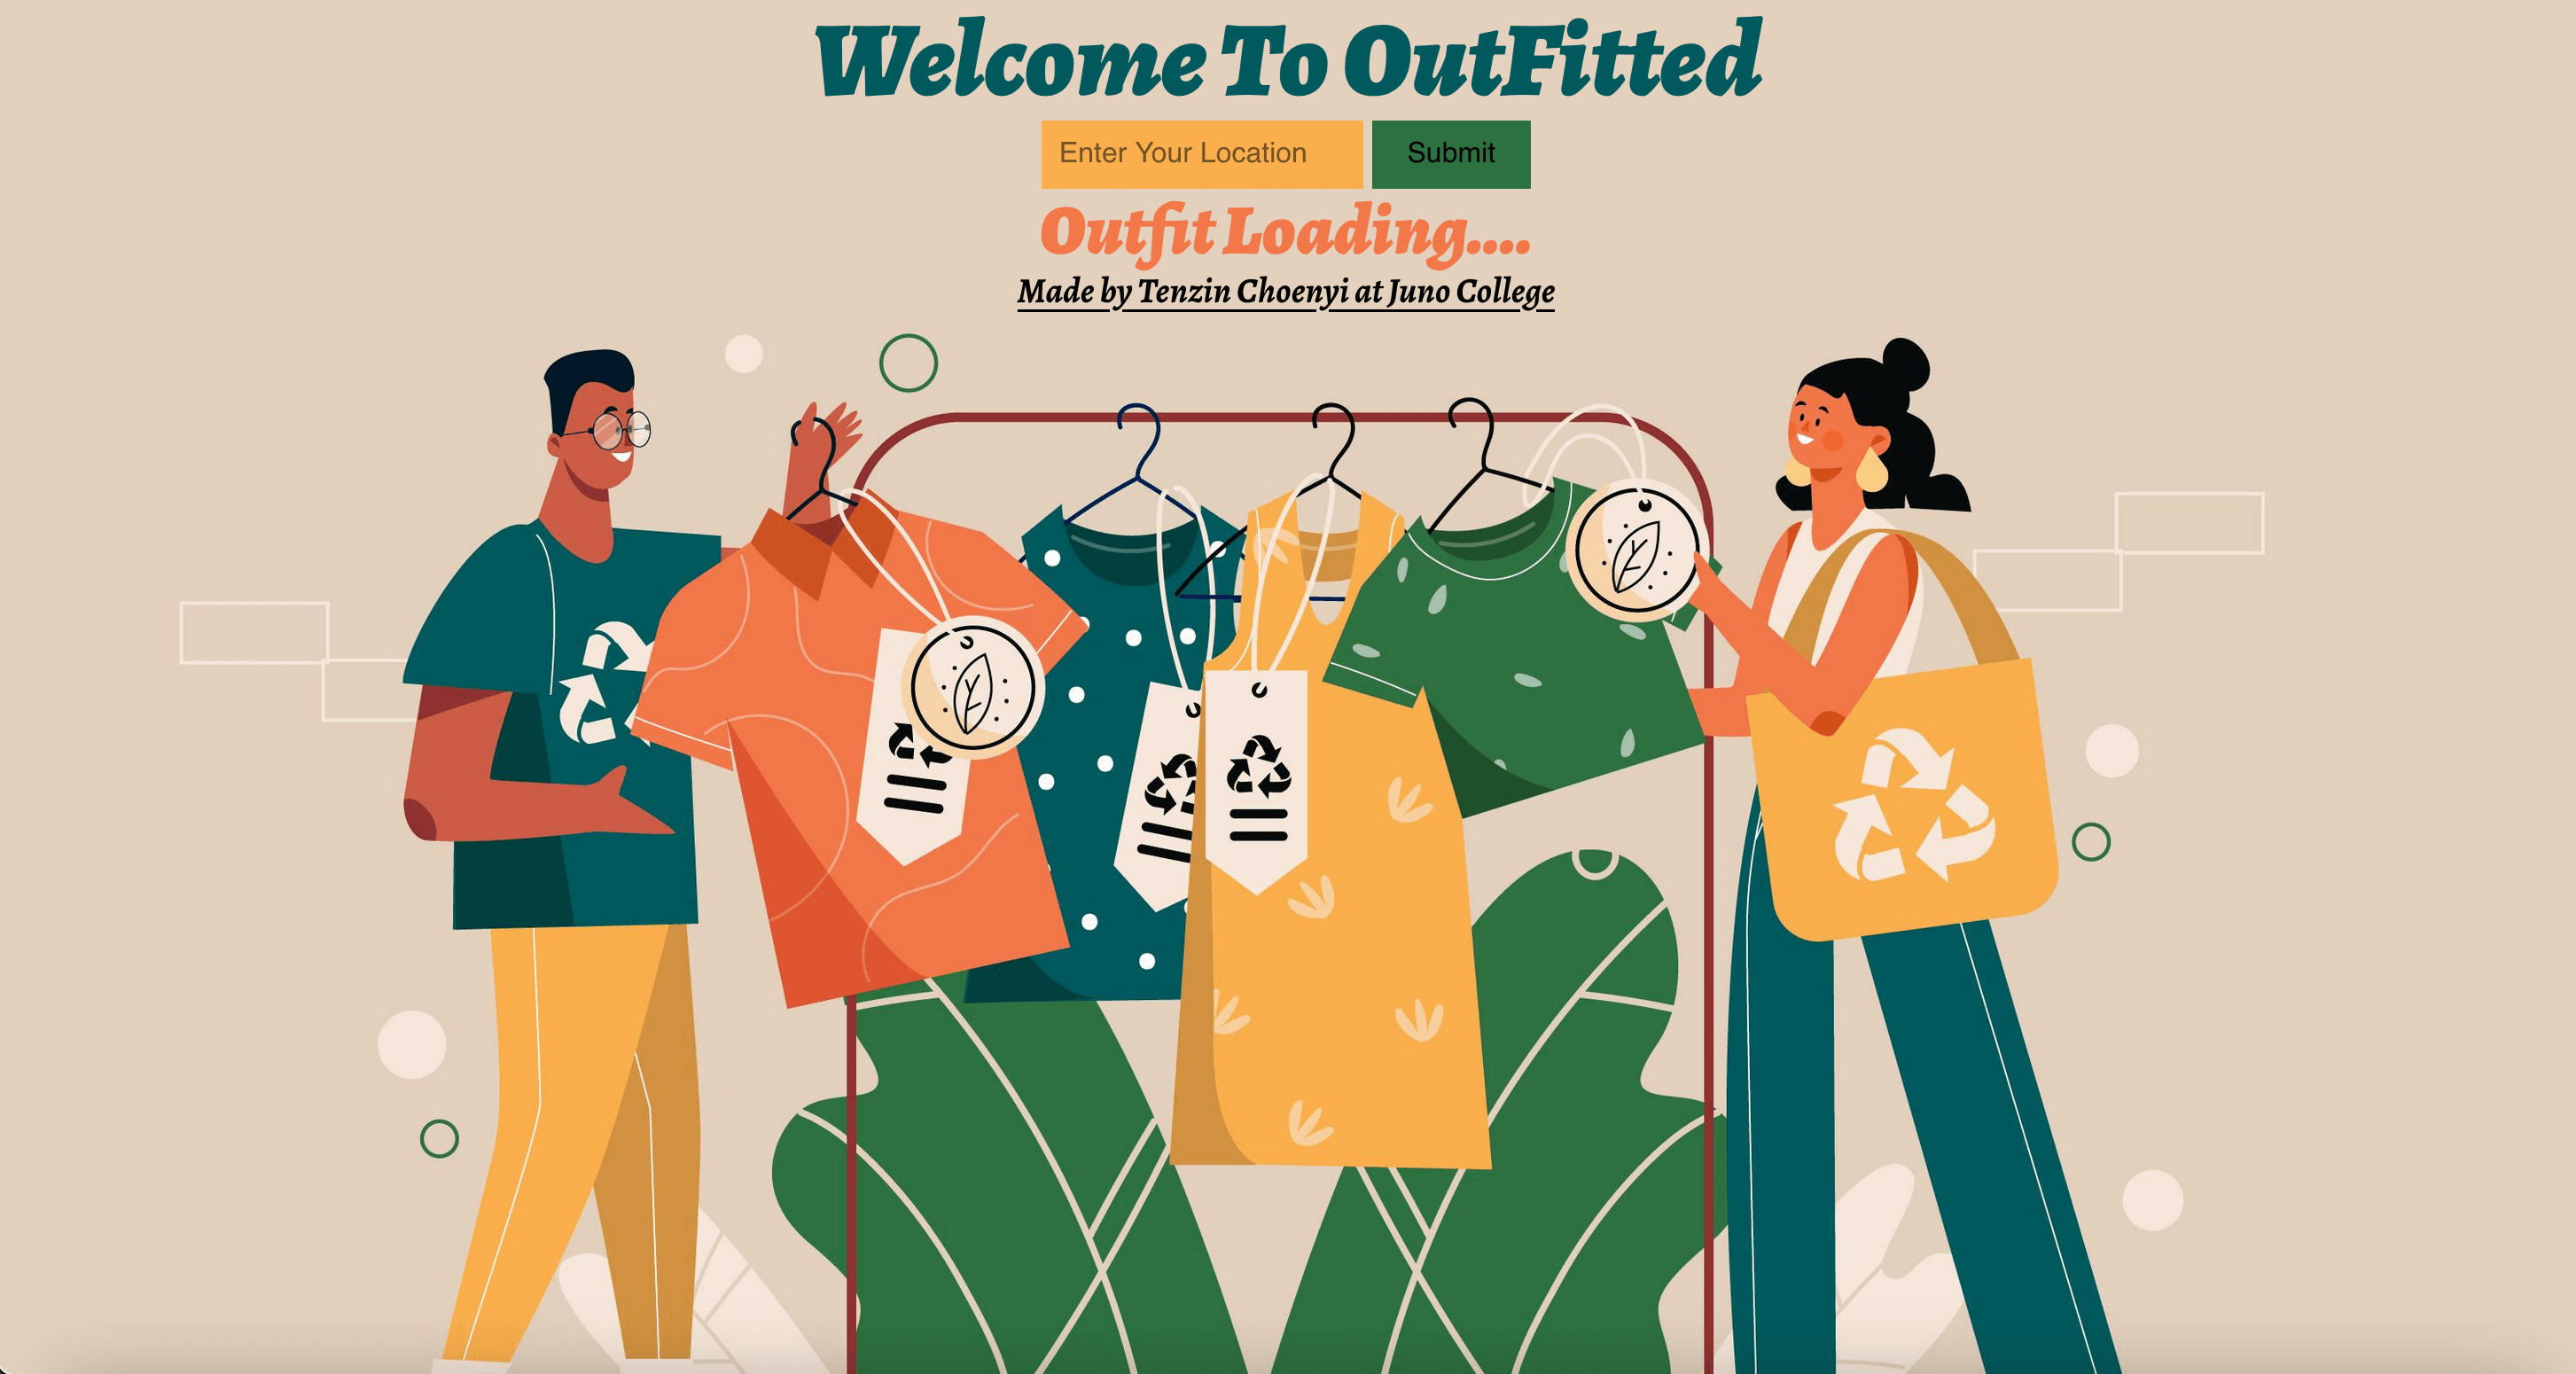 Welcome To OutFitted
Enter Your Location
Submit
Outfit Loading....
Made by Tenzin Choenyi at Juno College